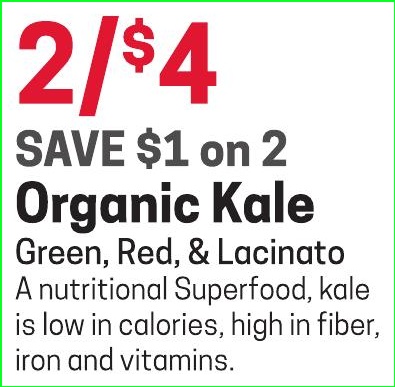 2/$4
SAVE $1 on 2
Organic Kale
Green, Red, & Lacinato
A nutritional Superfood, kale
is low in calories, high in fiber,
iron and vitamins.